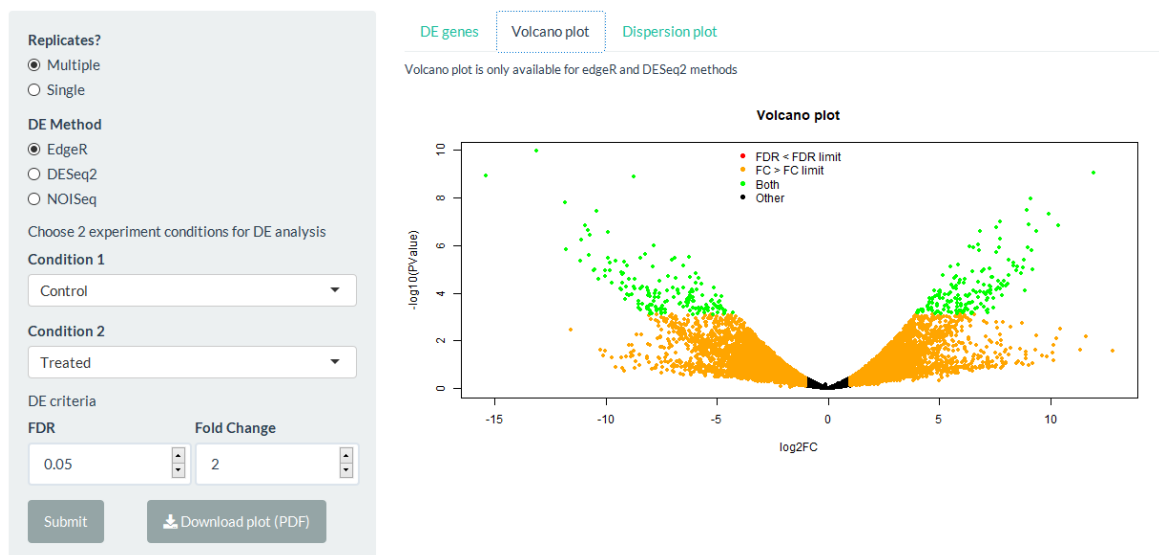 Replicates?
Multiple
Single
DE Method
EdgeR
DESeq2
NOISeq
Choose 2 experiment conditions for DE analysis
Condition 1
Control
Condition 2
Treated
DE criteria
FDR Fold Change
0.05 2
Submit Download plot (PDF)
DE genes Volcano plot Dispersion plot
Volcano plot is only available for edgeR and DESeq2 methods
Volcano plot
FDR < FDR limit
FC > FC limit
Both
Other
-log10(PValue)
10
8
6
4
2
0
-15 -10 -5 0 5 10
log2FC